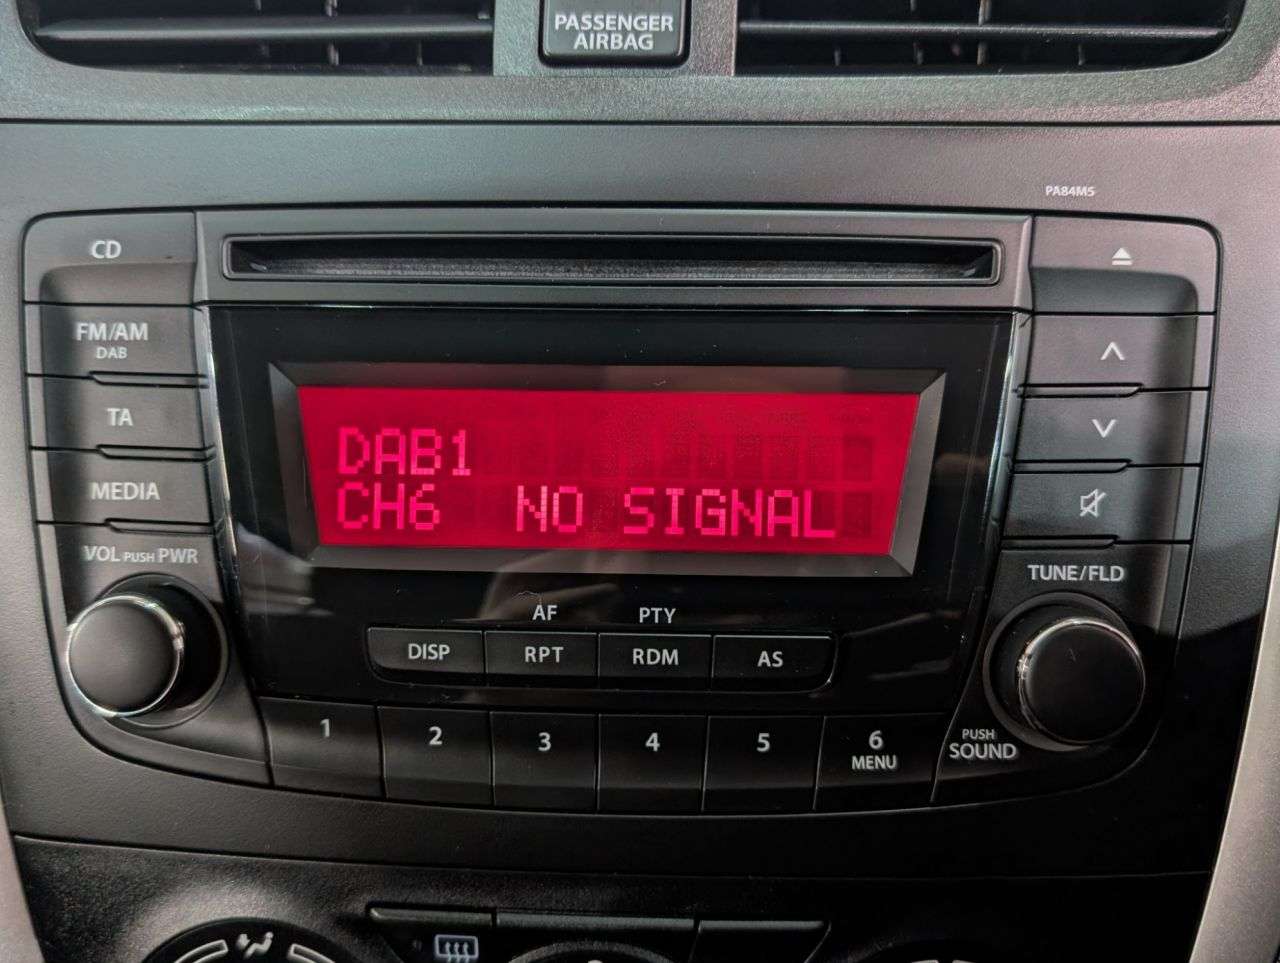 PASSENGER
AIRBAG
PA84M5
CD
FM/AM
DAB
TA
MEDIA
VOL PUSH PWR
DAB1
CH6 NO SIGNAL
TUNE/FLD
AF PTY
DISP RPT RDM AS
1 2 3 4 5 6
MENU
PUSH
SOUND